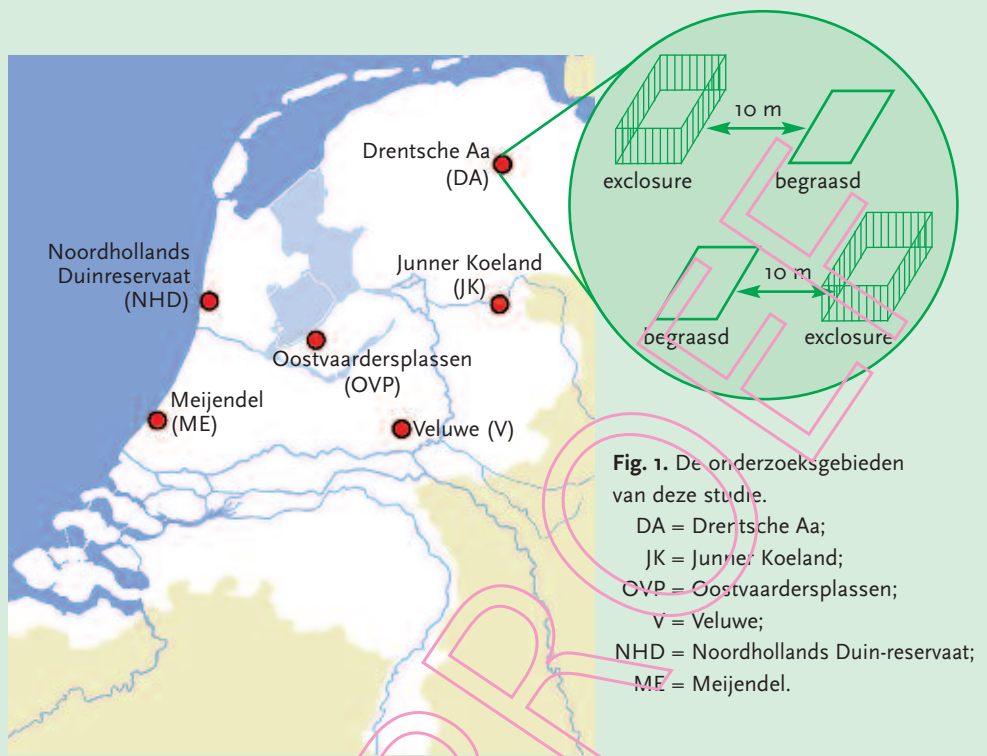 Drentsche Aa
(DA)
Noordhollands
Duinreservaat
(NHD)
Junner Koeland
(JK)
Oostvaardersplassen
(OVP)
Meijendel
(ME)
Veluwe (V)
10 m
exclosure
begraasd
10 m
begraasd
exclosure
Fig. 1. De onderzoeksgebieden
van deze studie.
DA = Drentsche Aa;
JK = Junner Koeland;
OVP = Oostvaardersplassen;
V = Veluwe;
NHD = Noordhollands Duin-reservaat;
ME = Meijendel.